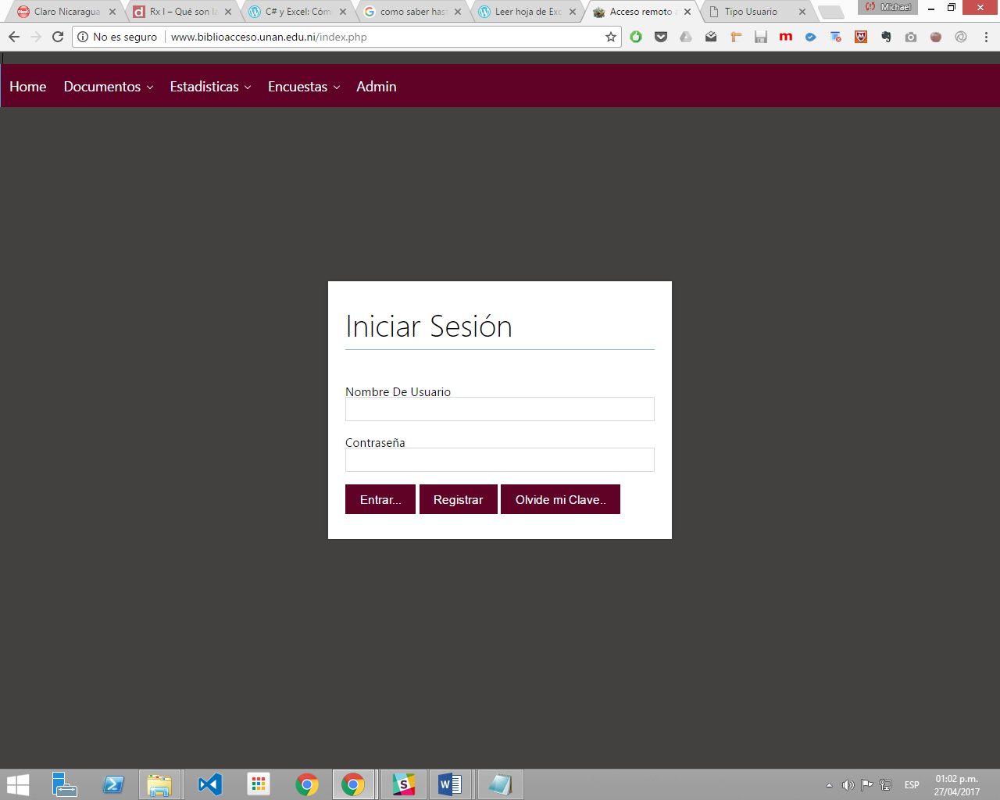 Claro Nicaragua
Rx I – Qué son la
C# y Excel: Cóm
como saber has
Leer hoja de Exc
Acceso remoto a
Tipo Usuario
Michael
No es seguro
www.biblioacceso.unan.edu.ni/index.php
Home Documentos Estadisticas Encuestas Admin
Iniciar Sesión
Nombre De Usuario
Contraseña
Entrar... Registrar Olvide mi Clave..
ESP
01:02 p.m.
27/04/2017